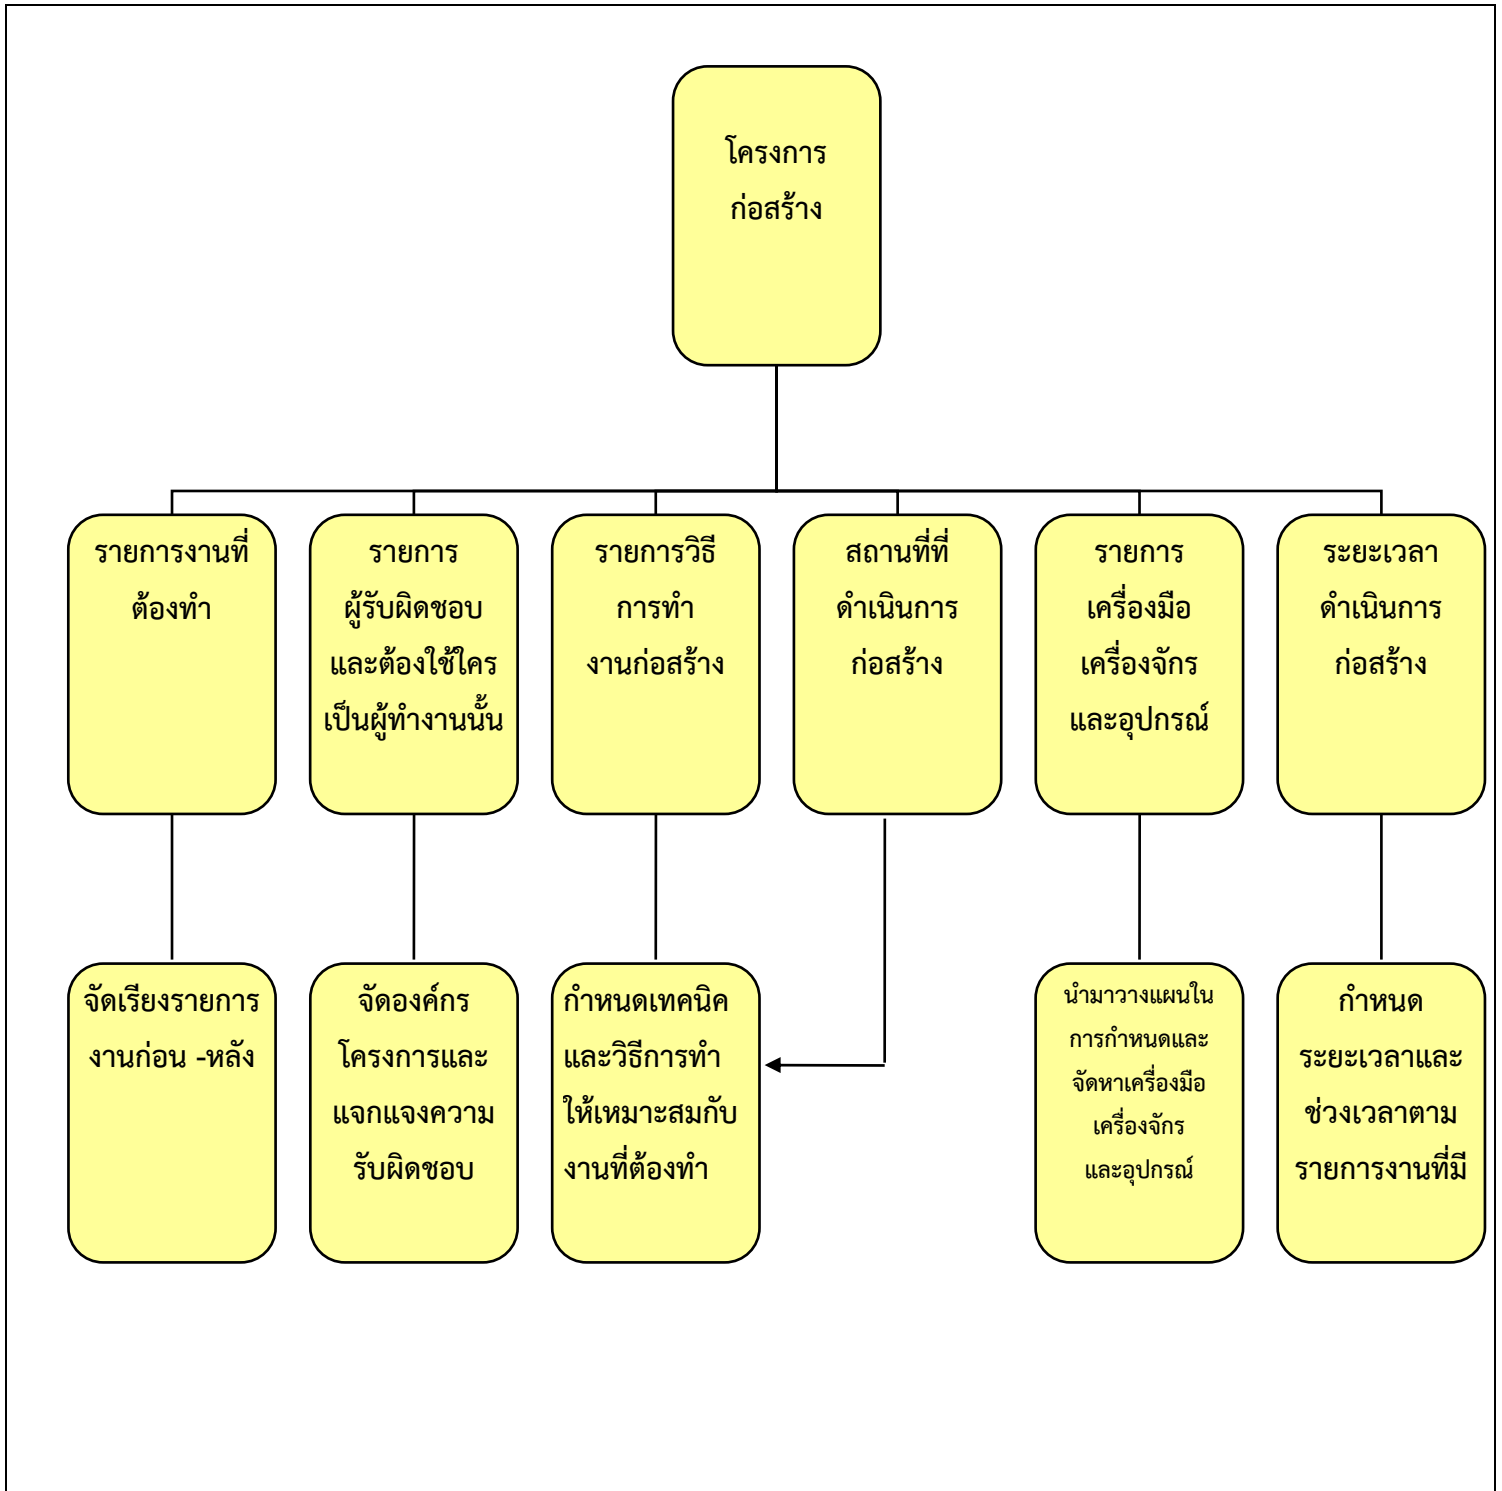 โครงการ
ก่อสร้าง
รายการงานที่
ต้องทำ
รายการ
ผู้รับผิดชอบ
และต้องใช้ใคร
เป็นผู้ทำงานนั้น
รายการวิธี
การทำ
งานก่อสร้าง
สถานที่ที่
ดำเนินการ
ก่อสร้าง
รายการ
เครื่องมือ
เครื่องจักร
และอุปกรณ์
ระยะเวลา
ดำเนินการ
ก่อสร้าง
จัดเรียงรายการ
งานก่อน -หลัง
จัดองค์กร
โครงการและ
แจกแจงความ
รับผิดชอบ
กำหนดเทคนิค
และวิธีการทำ
ให้เหมาะสมกับ
งานที่ต้องทำ
นำมาวางแผนใน
การกำหนดและ
จัดหาเครื่องมือ
เครื่องจักร
และอุปกรณ์
กำหนด
ระยะเวลาและ
ช่วงเวลาตาม
รายการงานที่มี